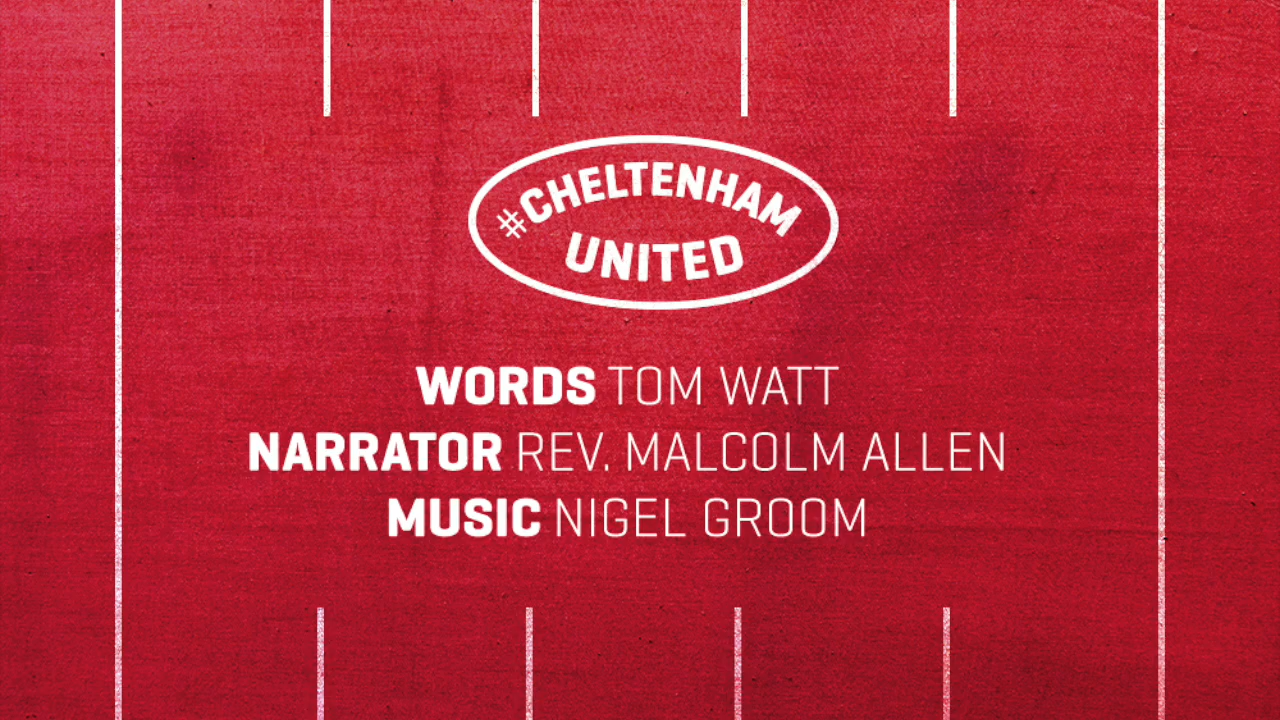 #CHELTENHAM
UNITED
WORDS TOM WATT
NARRATOR REV. MALCOLM ALLEN
MUSIC NIGEL GROOM